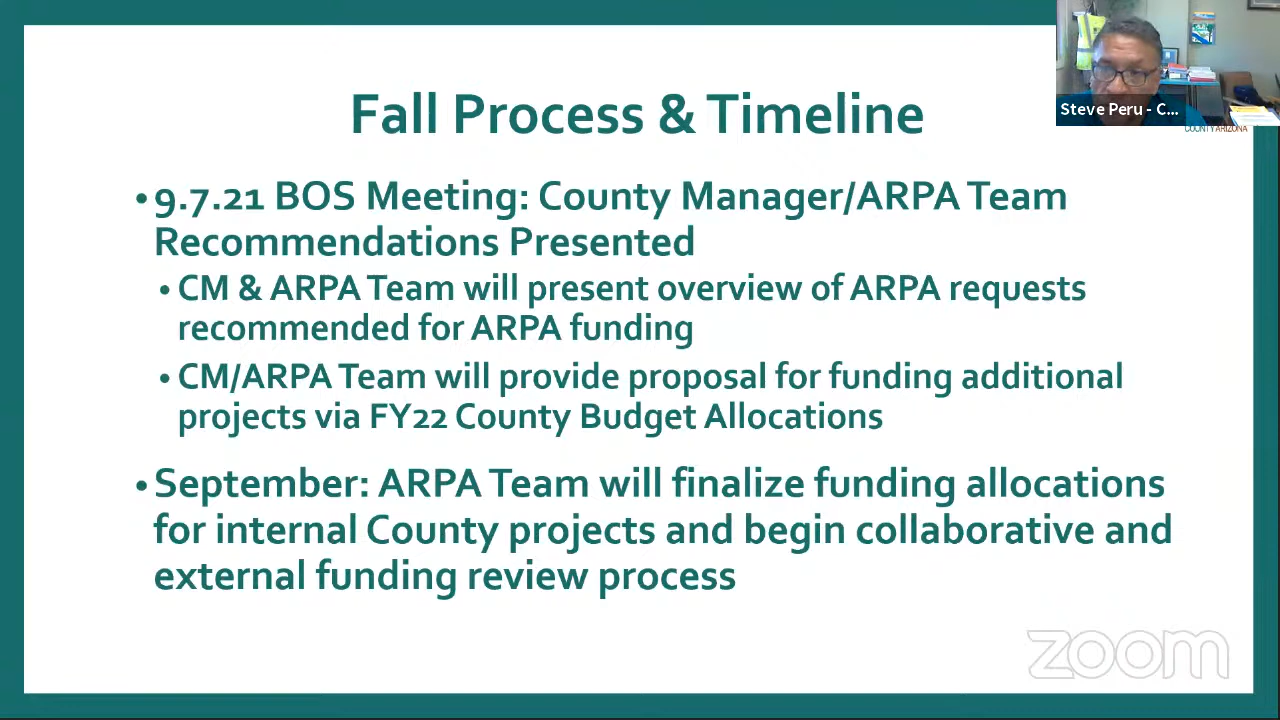 Fall Process & Timeline
Steve Peru - C...
COUNTY ARIZONA
• 9.7.21 BOS Meeting: County Manager/ARPA Team
Recommendations Presented
• CM & ARPA Team will present overview of ARPA requests
recommended for ARPA funding
• CM/ARPA Team will provide proposal for funding additional
projects via FY22 County Budget Allocations
• September: ARPA Team will finalize funding allocations
for internal County projects and begin collaborative and
external funding review process
zoom